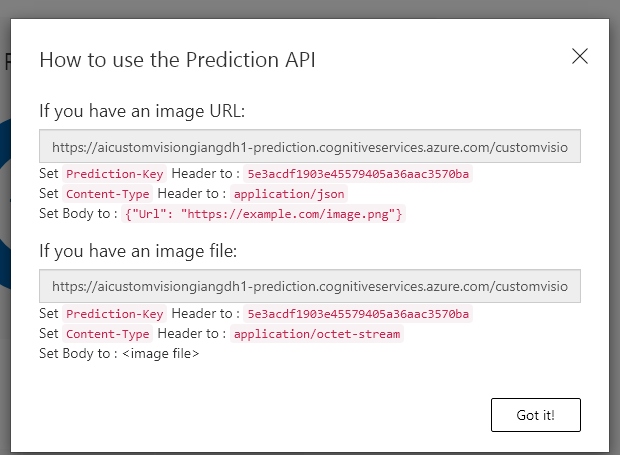 How to use the Prediction API
If you have an image URL:
https://aicustomvisiongiangdh1-prediction.cognitiveservices.azure.com/customvisio
Set Prediction-Key Header to : 5e3acdf1903e45579405a36aac3570ba
Set Content-Type Header to : application/json
Set Body to : {"Url": "https://example.com/image.png"}
If you have an image file:
https://aicustomvisiongiangdh1-prediction.cognitiveservices.azure.com/customvisio
Set Prediction-Key Header to : 5e3acdf1903e45579405a36aac3570ba
Set Content-Type Header to : application/octet-stream
Set Body to : <image file>
Got it!